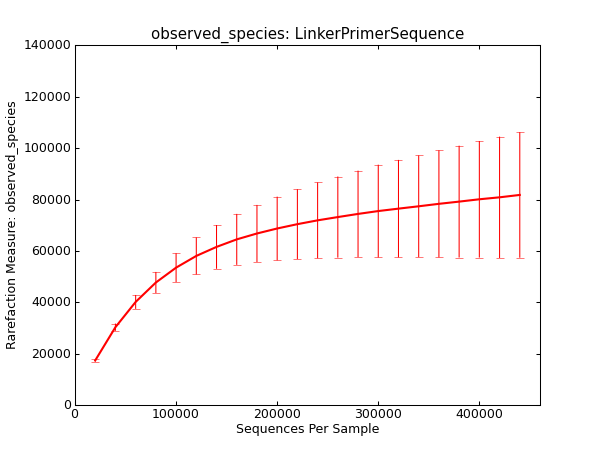 observed_species: LinkerPrimerSequence
140000
120000
100000
80000
60000
40000
20000
0
Rarefaction Measure: observed_species
0 100000 200000 300000 400000
Sequences Per Sample